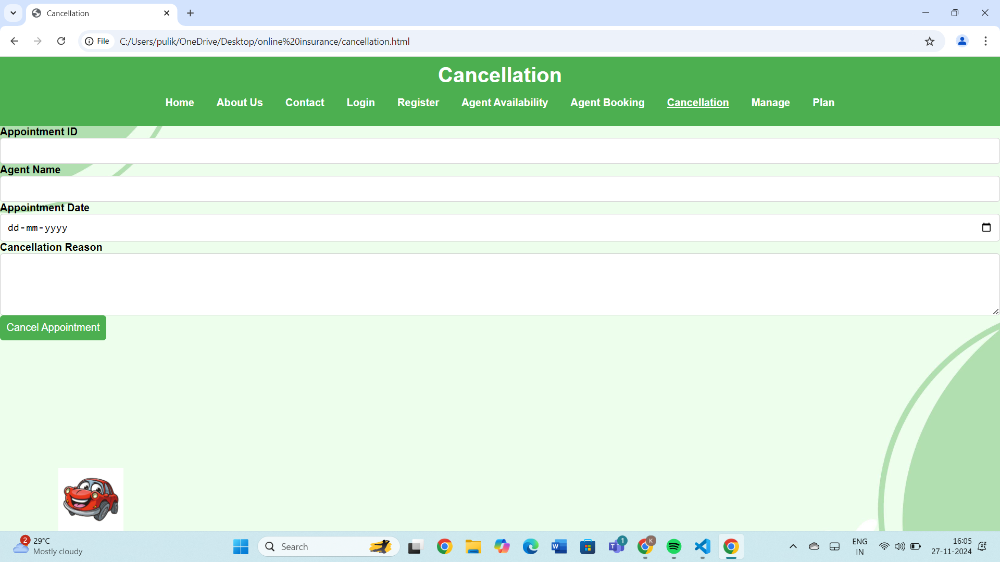 Cancellation
File C:/Users/pulik/OneDrive/Desktop/online%20insurance/cancellation.html
Cancellation
Home About Us Contact Login Register Agent Availability Agent Booking Cancellation Manage Plan
Appointment ID
Agent Name
Appointment Date
dd-mm-yyyy
Cancellation Reason
Cancel Appointment
2 29°C
Mostly cloudy
Search
W
T 1
K
ENG
IN
16:05
27-11-2024